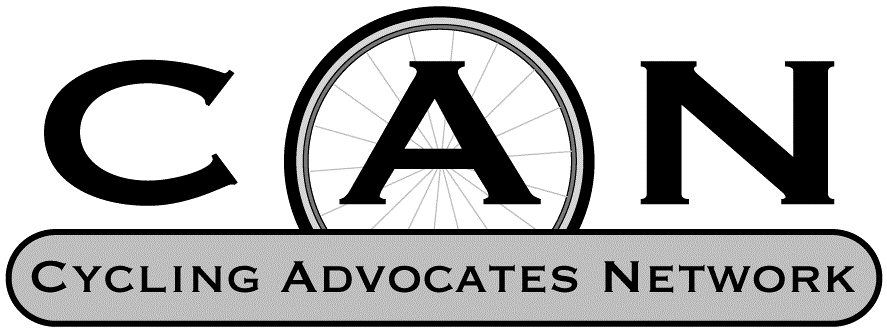 CAN
CYCLING ADVOCATES NETWORK